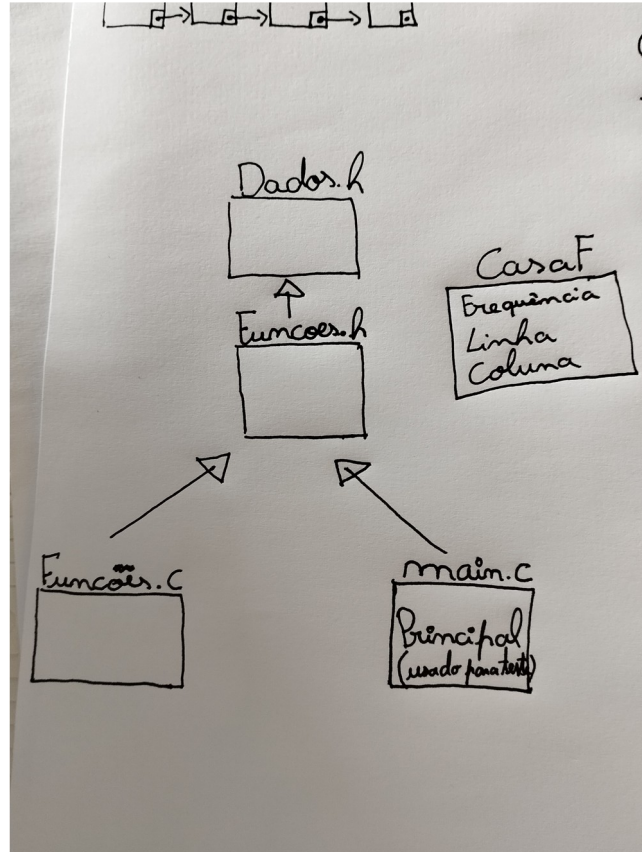 Dados.h
Funcoes.h
CasaF
Frequência
Linha
Coluna
Funcões.c
main.c
Principal
(usado para teste)